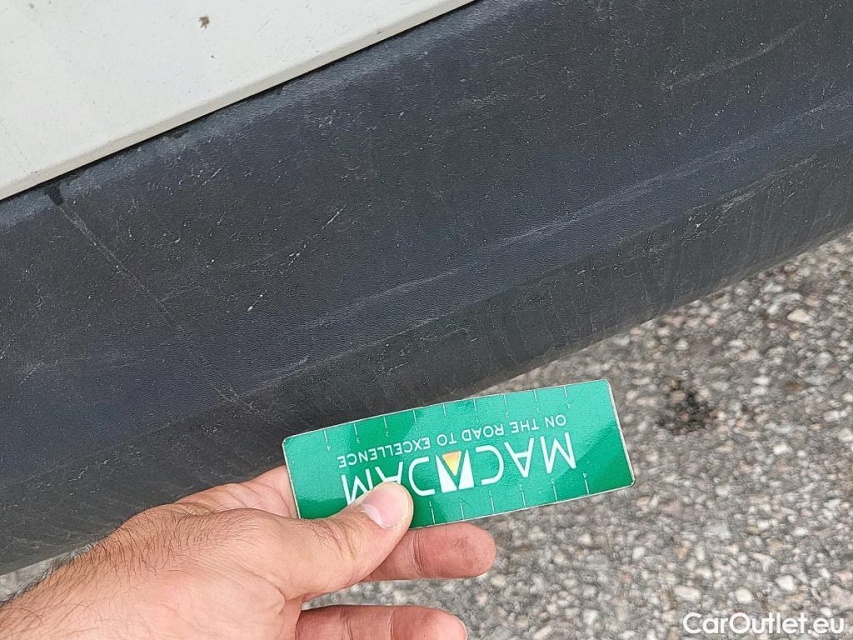 MACADAM
ON THE ROAD TO EXCELLENCE
CarOutlet.eu